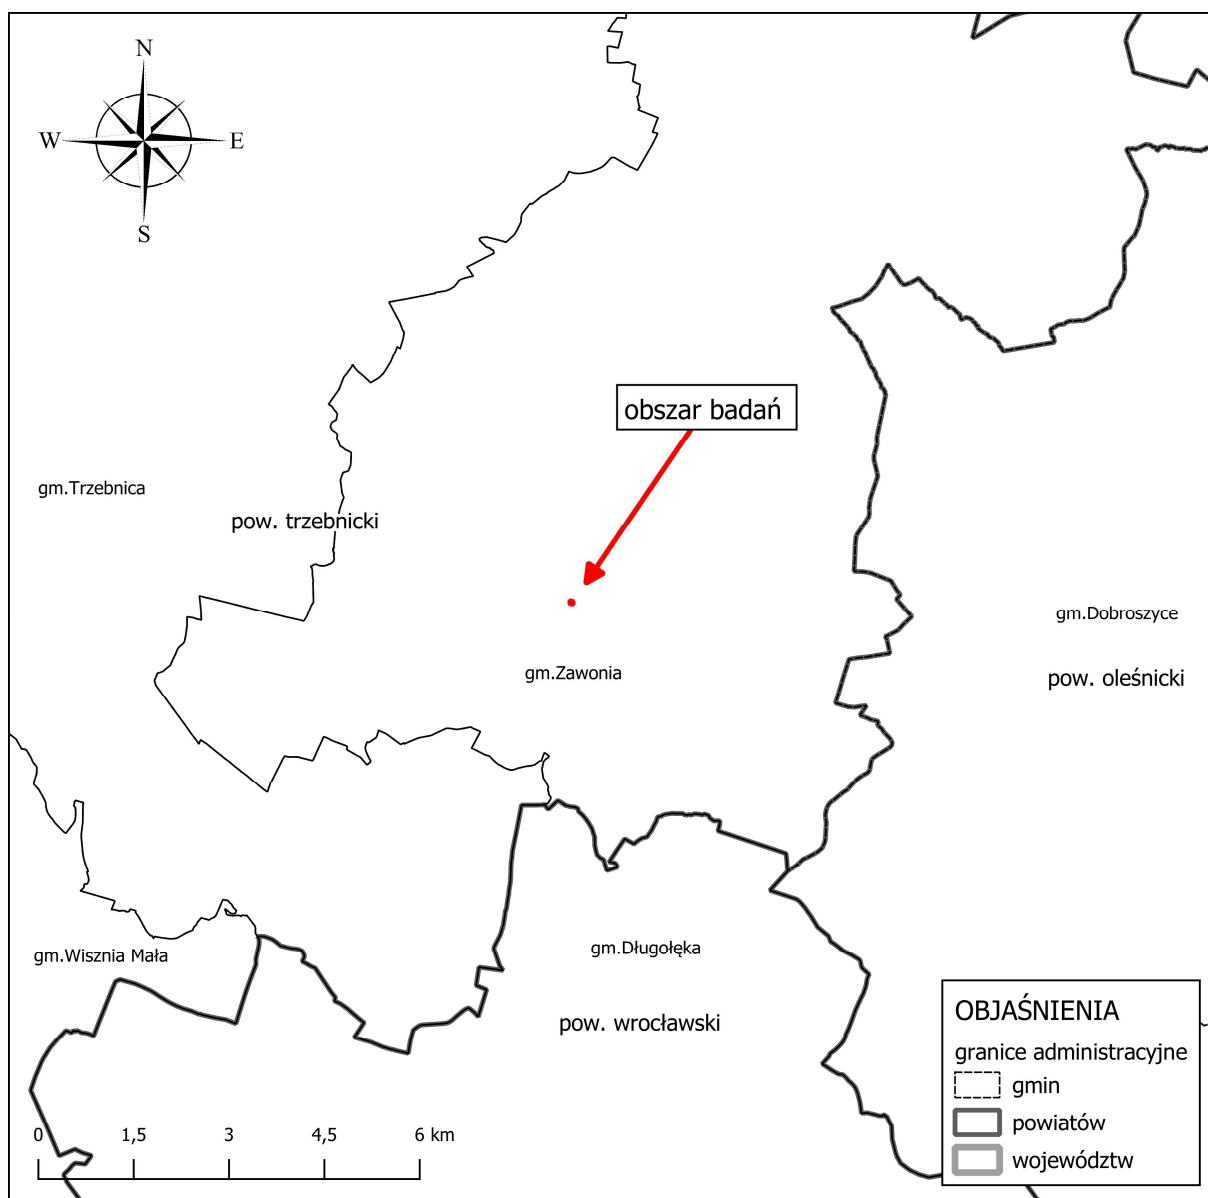 N
W
E
S
obszar badań
gm.Trzebnica
pow. trzebnicki
gm.Dobroszyce
gm.Zawonia
pow. oleśnicki
gm.Długołęka
gm.Wisznia Mała
pow. wrocławski
OBJAŚNIENIA
granice administracyjne
gmin
powiatów
województw
0 1,5 3 4,5 6 km